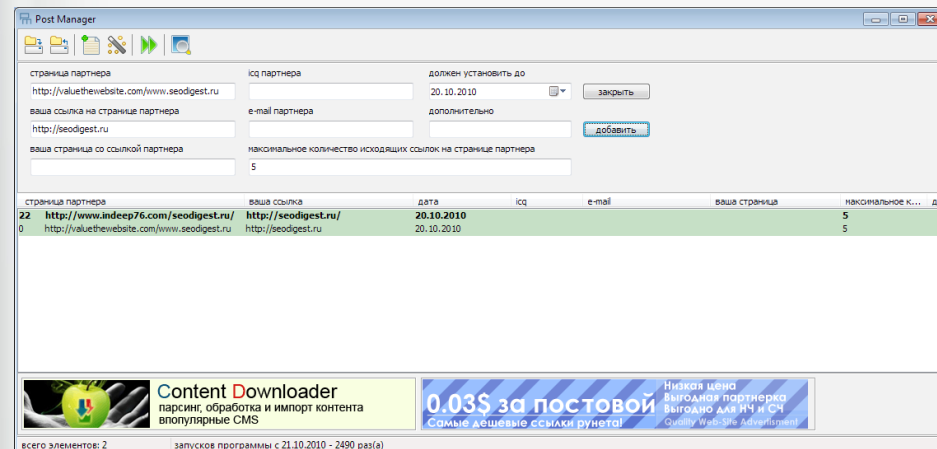 Post Manager
страница партнера
icq партнера
должен установить до
http://valuethewebsite.com/www.seodigest.ru
20.10.2010
закрыть
ваша ссылка на странице партнера
e-mail партнера
дополнительно
http://seodigest.ru
добавить
ваша страница со ссылкой партнера
максимальное количество исходящих ссылок на странице партнера
5
страница партнера ваша ссылка дата icq e-mail ваша страница максимальное к... д
22 http://www.indeep76.com/seodigest.ru/ http://seodigest.ru/ 20.10.2010 5
0 http://valuethewebsite.com/www.seodigest.ru http://seodigest.ru 20.10.2010 5
Content Downloader
парсинг, обработка и импорт контента
впопулярные CMS
0.03$ за постовой
Самые дешевые ссылки рунета!
Низкая цена
Выгодная партнерка
Выгодно для НЧ и СЧ
Quality Web-Site Advertisment
всего элементов: 2
запусков программы с 21.10.2010 - 2490 раз(а)